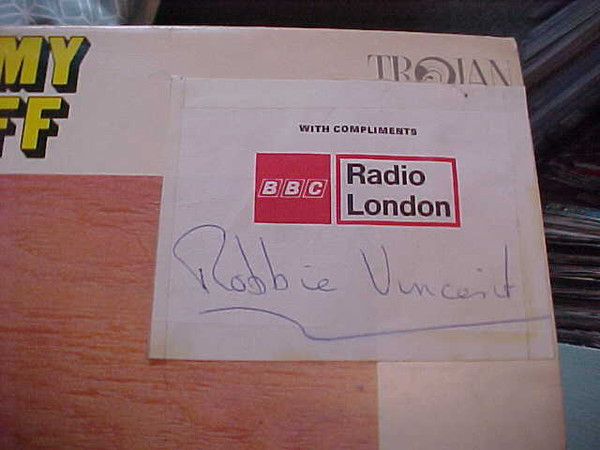 MY
FF
TROJAN
WITH COMPLIMENTS
BBC
Radio
London
Robbie Vincent